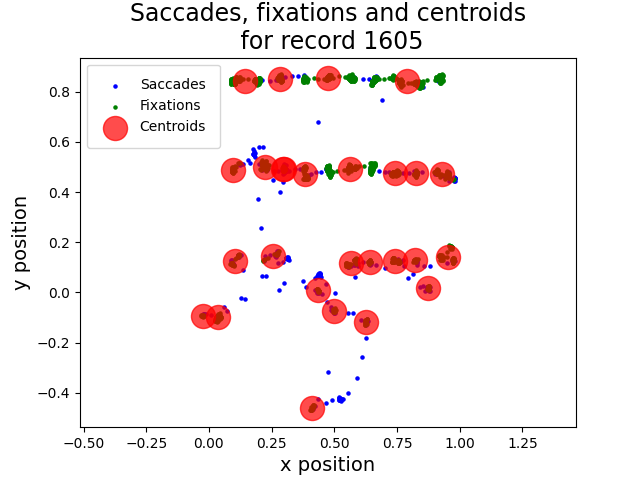 Saccades, fixations and centroids
for record 1605
Saccades
Fixations
Centroids
0.8
0.6
0.4
0.2
0.0
−0.2
−0.4
y position
−0.50
−0.25
0.00
0.25
0.50
0.75
1.00
1.25
x position